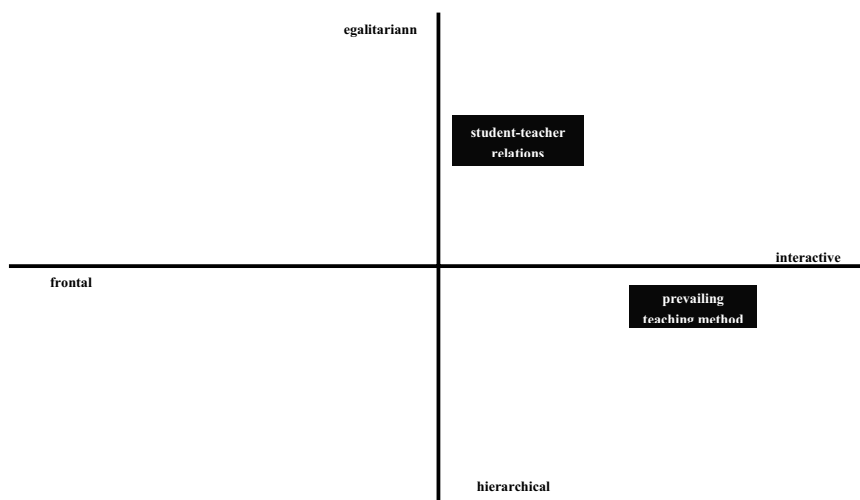 egalitariann
student-teacher
relations
interactive
frontal
prevailing
teaching method
hierarchical